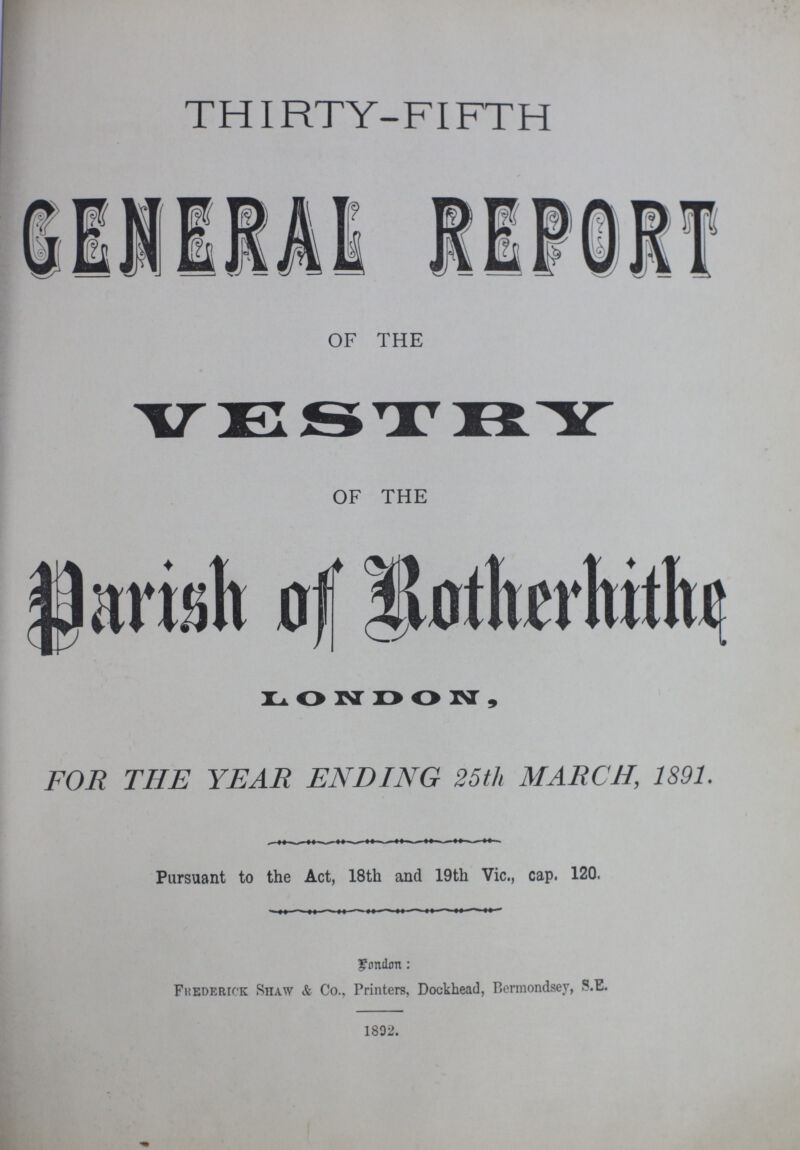 THIRTY-FIFTH
GENERAL REPORT
OF THE
VESTRY
OF THE
Parish of Rotherhithe
LONDON,
FOR THE YEAR ENDING 25th MARCH, 1891.
Pursuant to the Act, 18th and 19th Vic., cap. 120.
London:
FREDERICK SHAW & Co., Printers, Dockhead, Bermondsey, S.E.
1892.